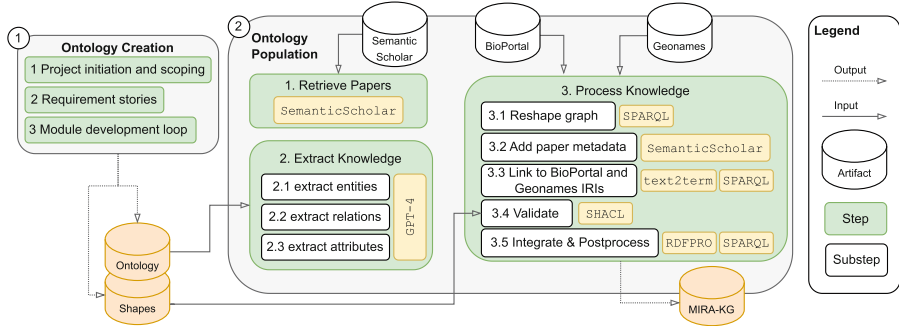 1
Ontology Creation
1 Project initiation and scoping
2 Requirement stories
3 Module development loop
Ontology
Shapes
2
Ontology
Population
Semantic
Scholar
BioPortal
Geonames
1. Retrieve Papers
SemanticScholar
2. Extract Knowledge
2.1 extract entities
2.2 extract relations
2.3 extract attributes
GPT-4
3. Process Knowledge
3.1 Reshape graph
SPARQL
3.2 Add paper metadata
SemanticScholar
3.3 Link to BioPortal and
Geonames IRIs
text2term
SPARQL
3.4 Validate
SHACL
3.5 Integrate & Postprocess
RDFPRO
SPARQL
MIRA-KG
Legend
Output
Input
Artifact
Step
Substep